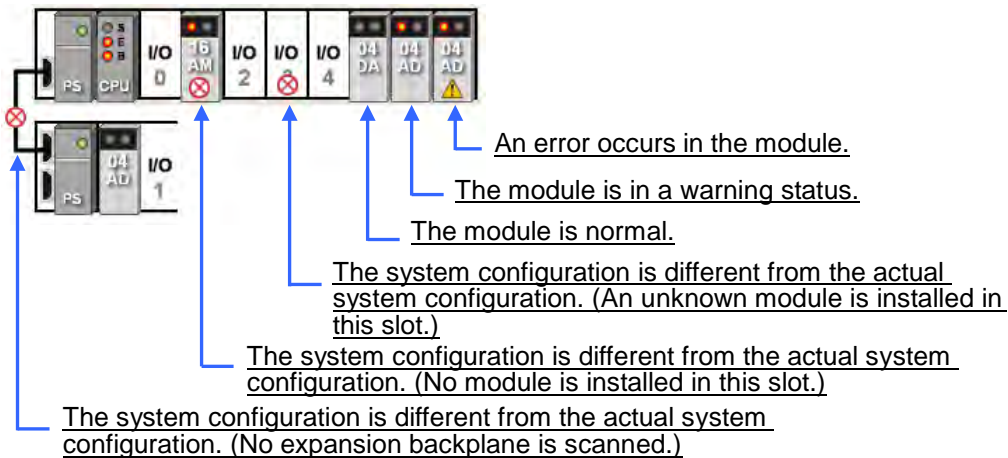 S
E
B
PS CPU
I/O
0
16
AM
I/O
2
I/O
3
I/O
4
04
DA
04
AD
04
AD
PS
04
AD
I/O
1
An error occurs in the module.
The module is in a warning status.
The module is normal.
The system configuration is different from the actual
system configuration. (An unknown module is installed in
this slot.)
The system configuration is different from the actual system
configuration. (No module is installed in this slot.)
The system configuration is different from the actual system
configuration. (No expansion backplane is scanned.)